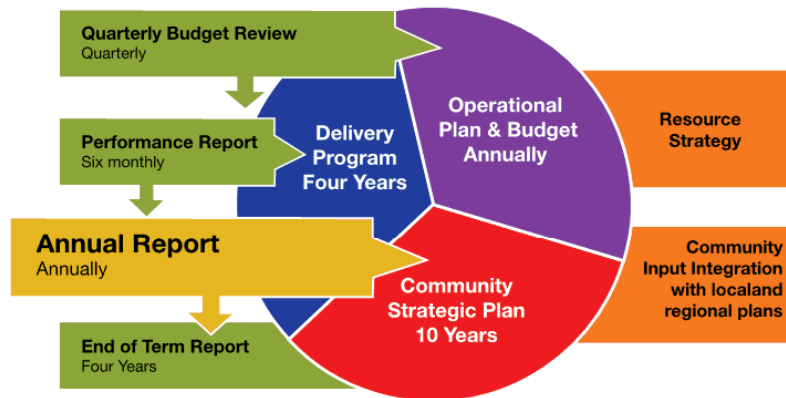 Quarterly Budget Review
Quarterly
Performance Report
Six monthly
Annual Report
Annually
End of Term Report
Four Years
Delivery
Program
Four Years
Operational
Plan & Budget
Annually
Community
Strategic Plan
10 Years
Resource
Strategy
Community
Input Integration
with localand
regional plans